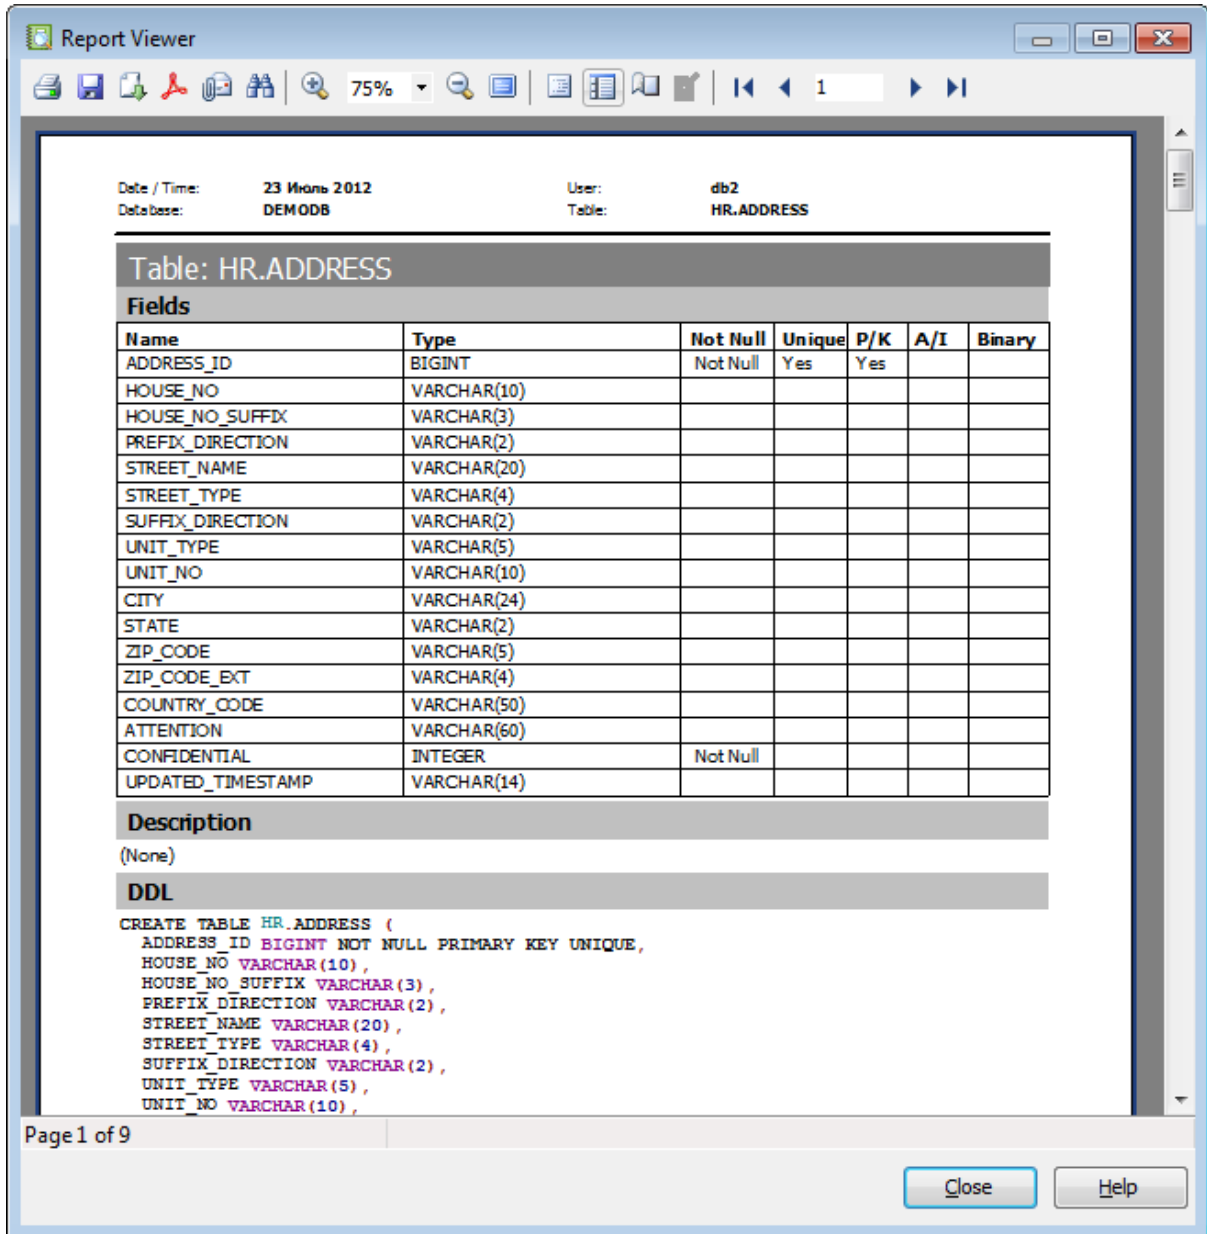 Report Viewer
75% 1
Date / Time: 23 Июль 2012 User: db2
Database: DEMODB Table: HR.ADDRESS
Table: HR.ADDRESS
Fields
Name Type Not Null Unique P/K A/I Binary
ADDRESS_ID BIGINT Not Null Yes Yes
HOUSE_NO VARCHAR(10)
HOUSE_NO_SUFFIX VARCHAR(3)
PREFIX_DIRECTION VARCHAR(2)
STREET_NAME VARCHAR(20)
STREET_TYPE VARCHAR(4)
SUFFIX_DIRECTION VARCHAR(2)
UNIT_TYPE VARCHAR(5)
UNIT_NO VARCHAR(10)
CITY VARCHAR(24)
STATE VARCHAR(2)
ZIP_CODE VARCHAR(5)
ZIP_CODE_EXT VARCHAR(4)
COUNTRY_CODE VARCHAR(50)
ATTENTION VARCHAR(60)
CONFIDENTIAL INTEGER Not Null
UPDATED_TIMESTAMP VARCHAR(14)
Description
(None)
DDL
CREATE TABLE HR.ADDRESS (
ADDRESS_ID BIGINT NOT NULL PRIMARY KEY UNIQUE,
HOUSE_NO VARCHAR(10),
HOUSE_NO_SUFFIX VARCHAR(3),
PREFIX_DIRECTION VARCHAR(2),
STREET_NAME VARCHAR(20),
STREET_TYPE VARCHAR(4),
SUFFIX_DIRECTION VARCHAR(2),
UNIT_TYPE VARCHAR(5),
UNIT_NO VARCHAR(10),
Page 1 of 9
Close Help